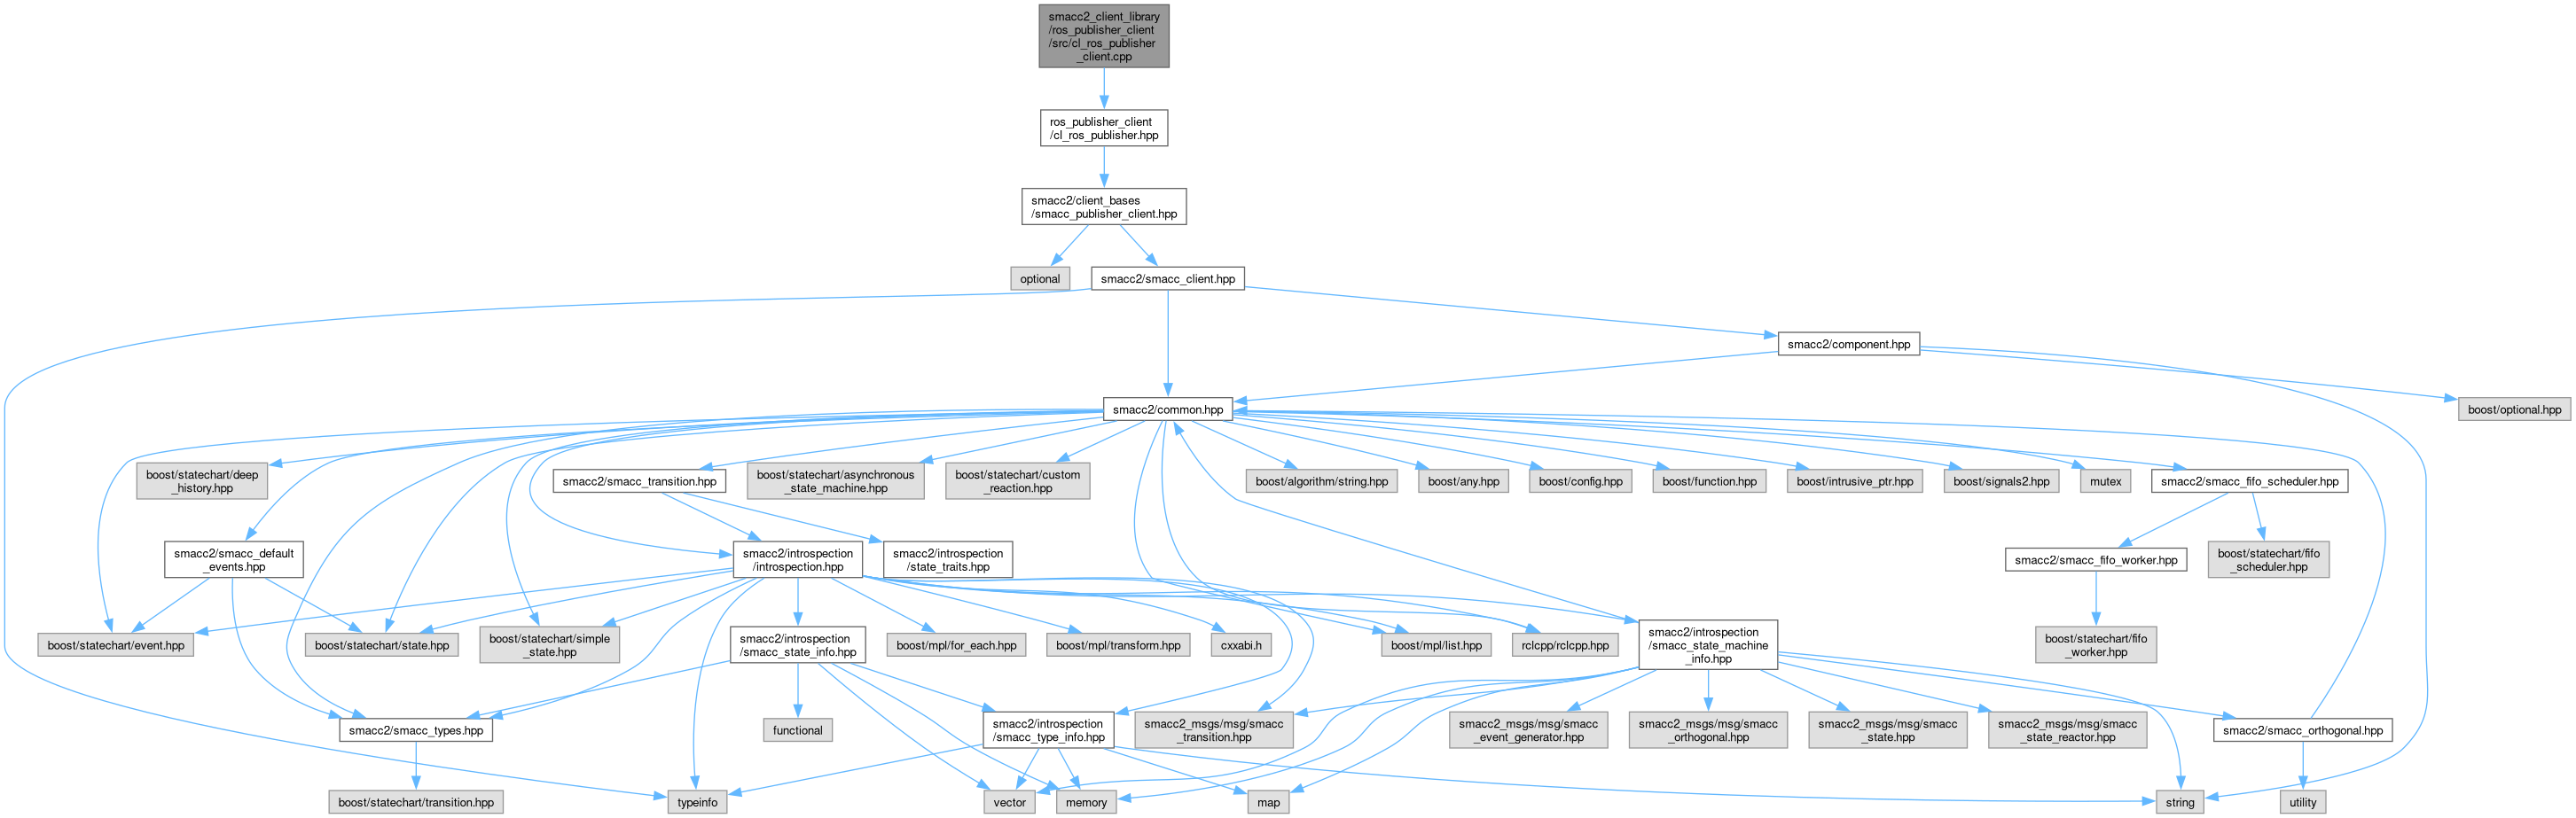 smacc2_client_library
/ros_publisher_client
/src/cl_ros_publisher
_client.cpp
ros_publisher_client
/cl_ros_publisher.hpp
smacc2/client_bases
/smacc_publisher_client.hpp
optional
smacc2/smacc_client.hpp
smacc2/component.hpp
smacc2/common.hpp
boost/optional.hpp
boost/statechart/deep
_history.hpp
smacc2/smacc_transition.hpp
boost/statechart/asynchronous
_state_machine.hpp
boost/statechart/custom
_reaction.hpp
boost/algorithm/string.hpp
boost/any.hpp
boost/config.hpp
boost/function.hpp
boost/intrusive_ptr.hpp
boost/signals2.hpp
mutex
smacc2/smacc_fifo_scheduler.hpp
smacc2/smacc_default
_events.hpp
smacc2/introspection
/introspection.hpp
smacc2/introspection
/state_traits.hpp
smacc2/smacc_fifo_worker.hpp
boost/statechart/fifo
_scheduler.hpp
boost/statechart/event.hpp
boost/statechart/state.hpp
boost/statechart/simple
_state.hpp
smacc2/introspection
/smacc_state_info.hpp
boost/mpl/for_each.hpp
boost/mpl/transform.hpp
cxxabi.h
boost/mpl/list.hpp
rclcpp/rclcpp.hpp
smacc2/introspection
/smacc_state_machine
_info.hpp
boost/statechart/fifo
_worker.hpp
smacc2/smacc_types.hpp
functional
smacc2/introspection
/smacc_type_info.hpp
smacc2_msgs/msg/smacc
_transition.hpp
smacc2_msgs/msg/smacc
_event_generator.hpp
smacc2_msgs/msg/smacc
_orthogonal.hpp
smacc2_msgs/msg/smacc
_state.hpp
smacc2_msgs/msg/smacc
_state_reactor.hpp
smacc2/smacc_orthogonal.hpp
boost/statechart/transition.hpp
typeinfo
vector
memory
map
string
utility